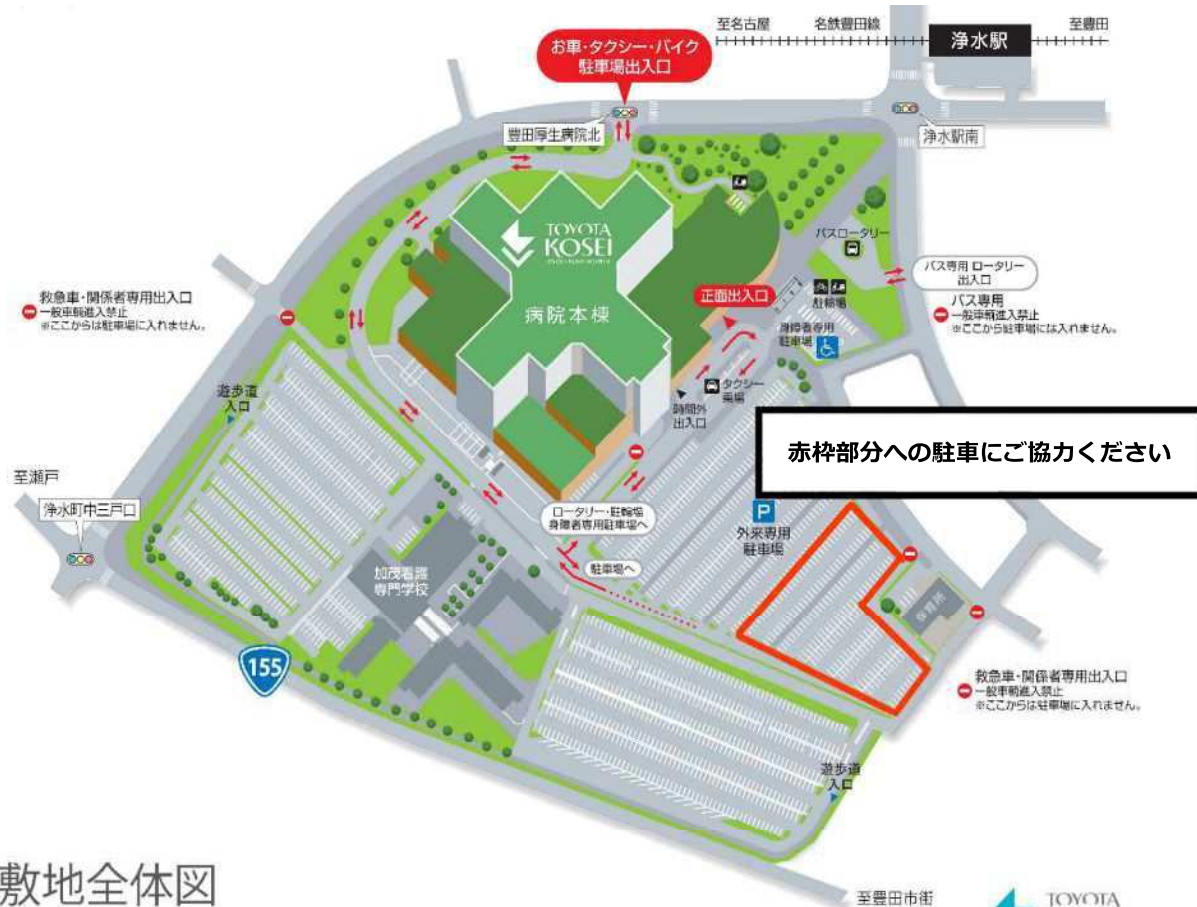 至名古屋
名鉄豊田線
至豊田
浄水駅
お車・タクシー・バイク
駐車場出入口
豊田厚生病院北
浄水駅南
TOYOTA
KOSEI
病院本棟
バスロータリー
バス専用 ロータリー
出入口
バス専用
一般車輌進入禁止
※ここから駐車場には入れません。
救急車・関係者専用出入口
一般車輌進入禁止
※ここからは駐車場に入れません。
正面出入口
駐輪場
身障者専用
駐車場
タクシー
乗場
時間外
出入口
遊歩道
入口
赤枠部分への駐車にご協力ください
至瀬戸
浄水町中三戸口
P
外来専用
駐車場
ロータリー・駐輪場
身障者専用駐車場へ
駐車場へ
加茂看護
専門学校
保育所
155
救急車・関係者専用出入口
一般車輌進入禁止
※ここからは駐車場に入れません。
遊歩道
入口
敷地全体図
至豊田市街
TOYOTA